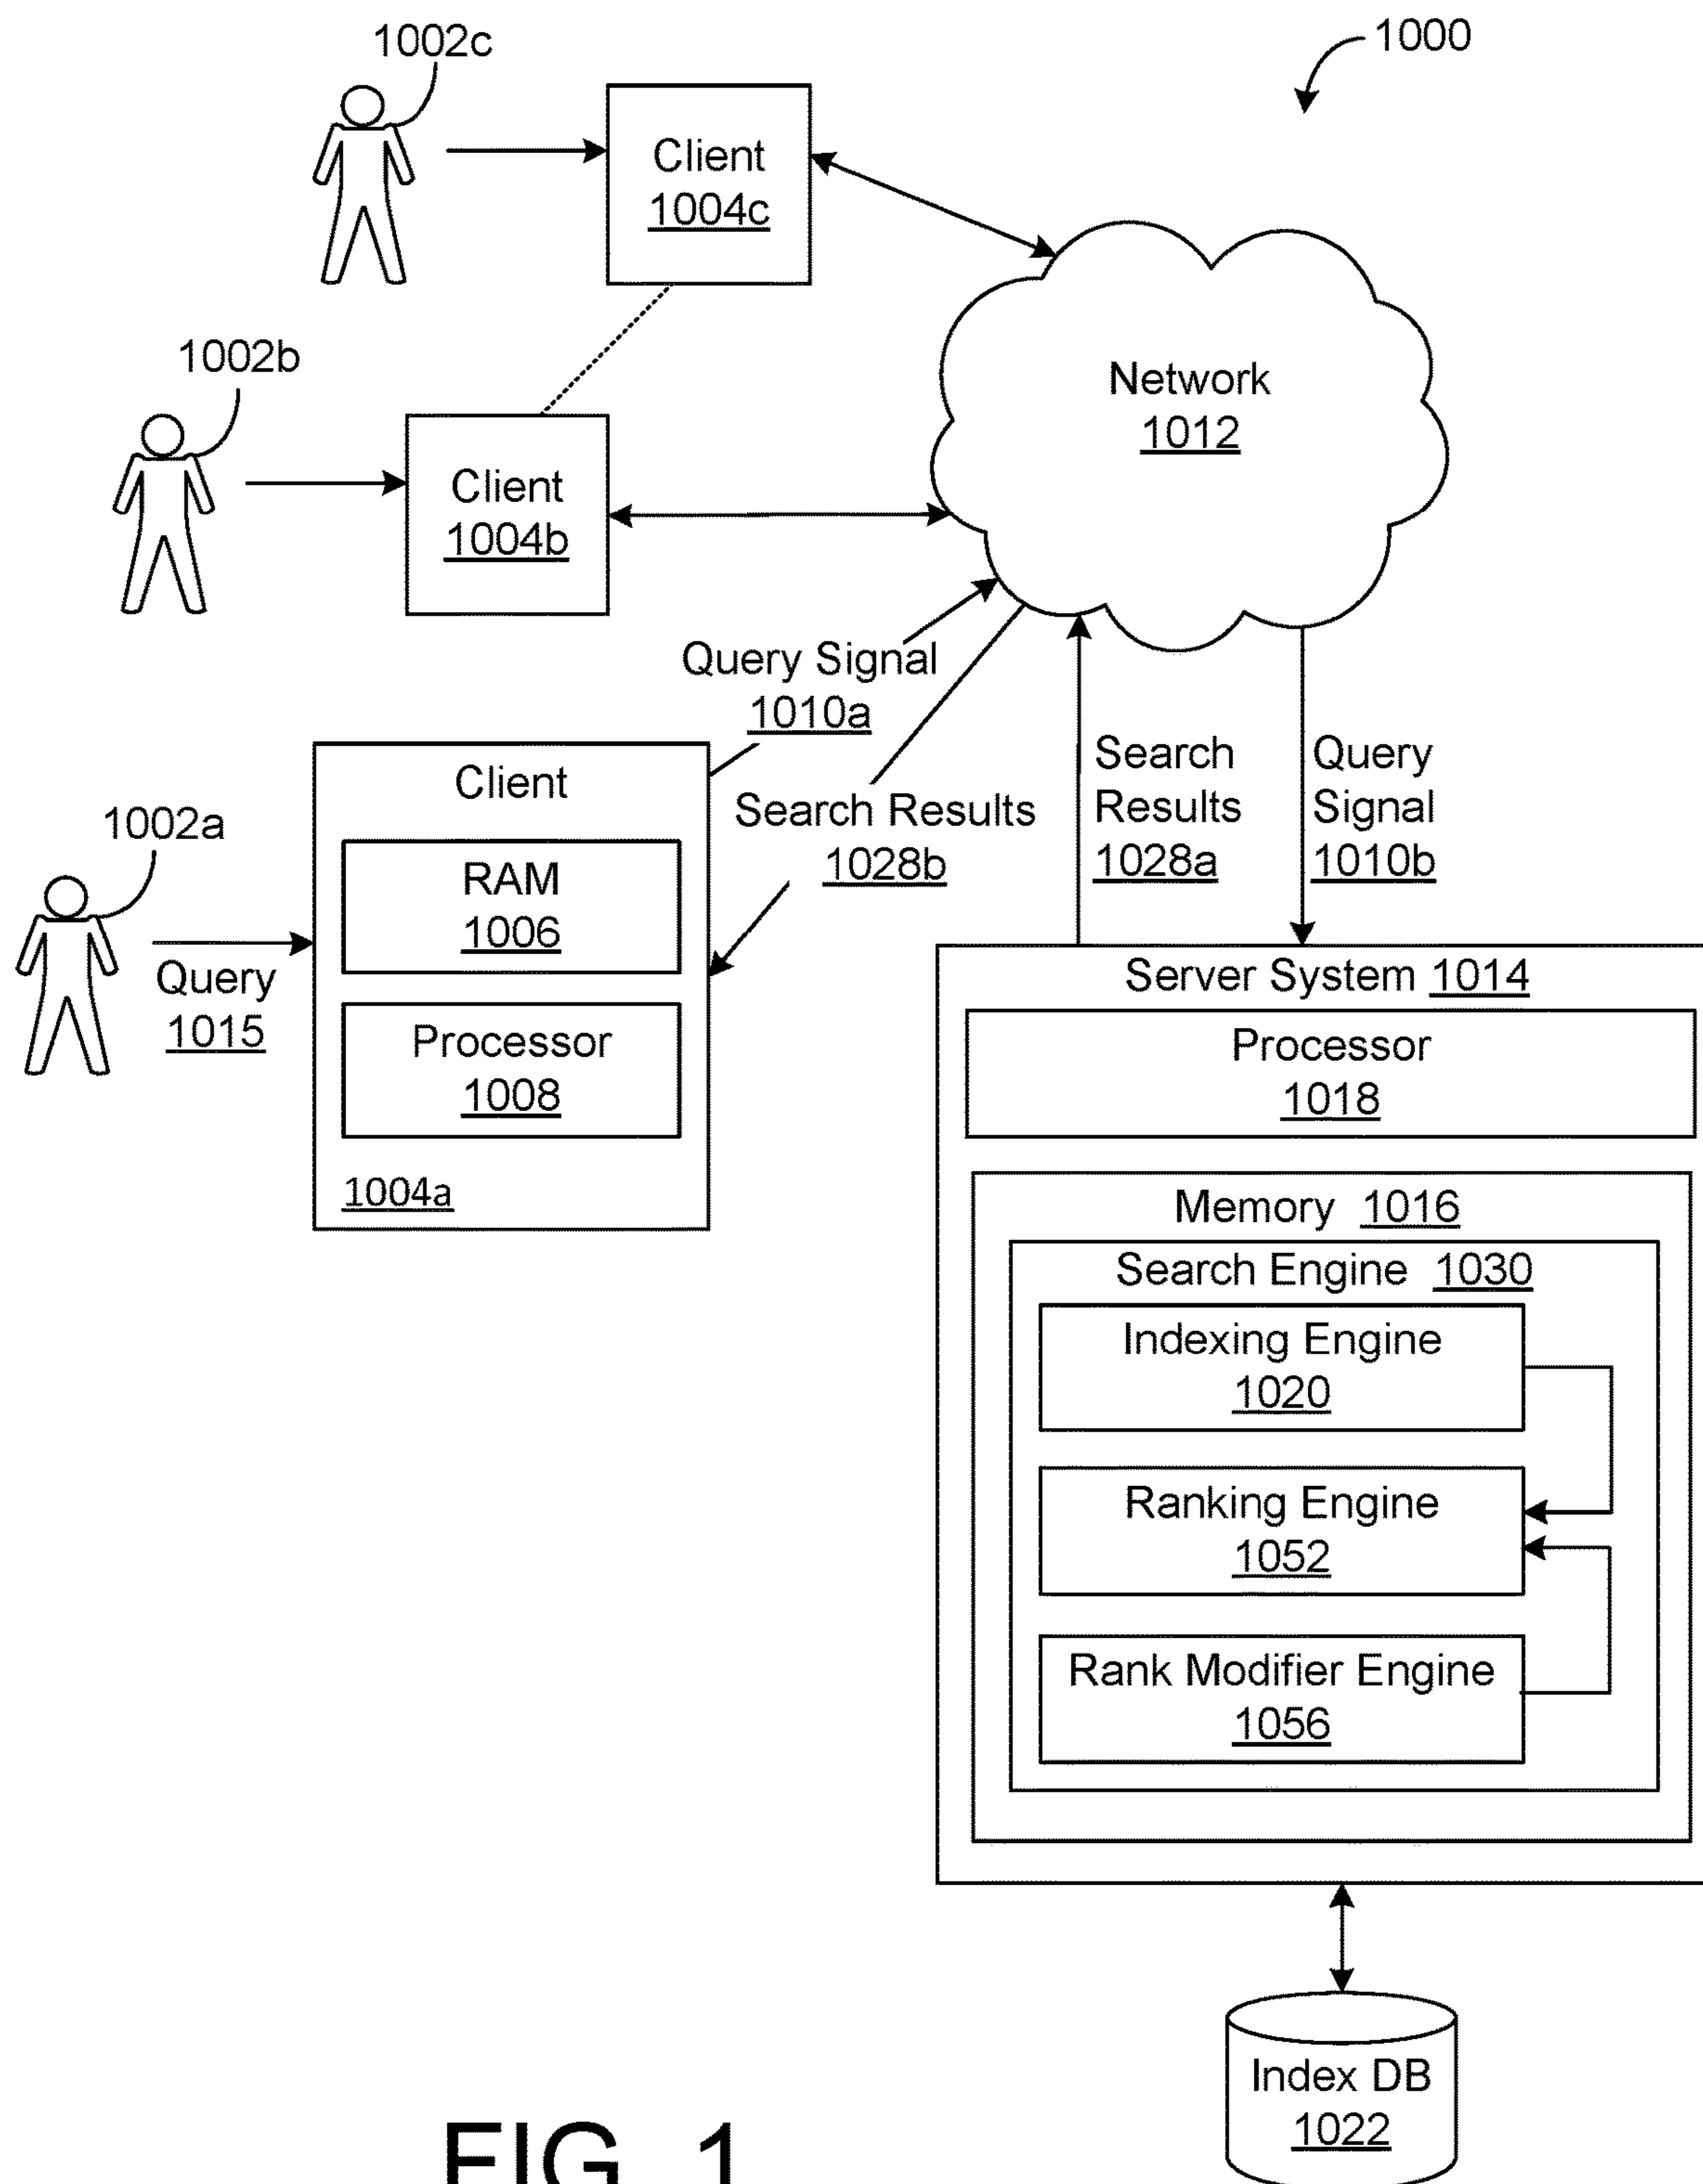 1002c
1000
Client
1004c
1002b
Network
1012
Client
1004b
Query Signal
1010a
Search
Results
1028a
Query
Signal
1010b
Client
Search Results
1028b
1002a
RAM
1006
Query
1015
Processor
1008
1004a
Server System 1014
Processor
1018
Memory 1016
Search Engine 1030
Indexing Engine
1020
Ranking Engine
1052
Rank Modifier Engine
1056
Index DB
1022
FIG. 1